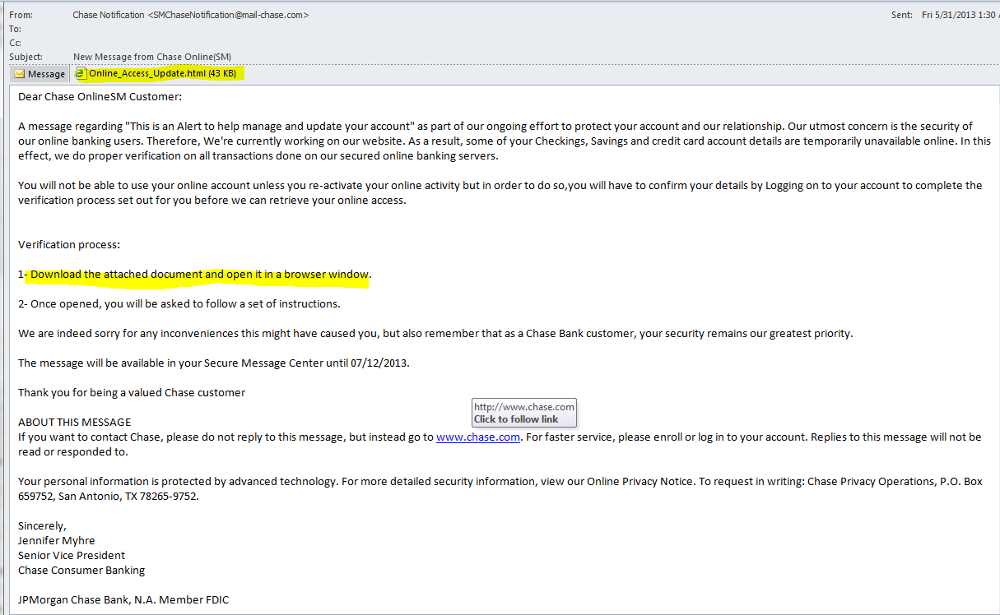 From: Chase Notification <SMChaseNotification@mail-chase.com> Sent: Fri 5/31/2013 1:30
To:
Cc:
Subject: New Message from Chase Online(SM)
Message Online_Access_Update.html (43 KB)
Dear Chase OnlineSM Customer:
A message regarding "This is an Alert to help manage and update your account" as part of our ongoing effort to protect your account and our relationship. Our utmost concern is the security of
our online banking users. Therefore, We're currently working on our website. As a result, some of your Checkings, Savings and credit card account details are temporarily unavailable online. In this
effect, we do proper verification on all transactions done on our secured online banking servers.
You will not be able to use your online account unless you re-activate your online activity but in order to do so,you will have to confirm your details by Logging on to your account to complete the
verification process set out for you before we can retrieve your online access.
Verification process:
1- Download the attached document and open it in a browser window.
2- Once opened, you will be asked to follow a set of instructions.
We are indeed sorry for any inconveniences this might have caused you, but also remember that as a Chase Bank customer, your security remains our greatest priority.
The message will be available in your Secure Message Center until 07/12/2013.
Thank you for being a valued Chase customer
http://www.chase.com
Click to follow link
ABOUT THIS MESSAGE
If you want to contact Chase, please do not reply to this message, but instead go to www.chase.com. For faster service, please enroll or log in to your account. Replies to this message will not be
read or responded to.
Your personal information is protected by advanced technology. For more detailed security information, view our Online Privacy Notice. To request in writing: Chase Privacy Operations, P.O. Box
659752, San Antonio, TX 78265-9752.
Sincerely,
Jennifer Myhre
Senior Vice President
Chase Consumer Banking
JPMorgan Chase Bank, N.A. Member FDIC